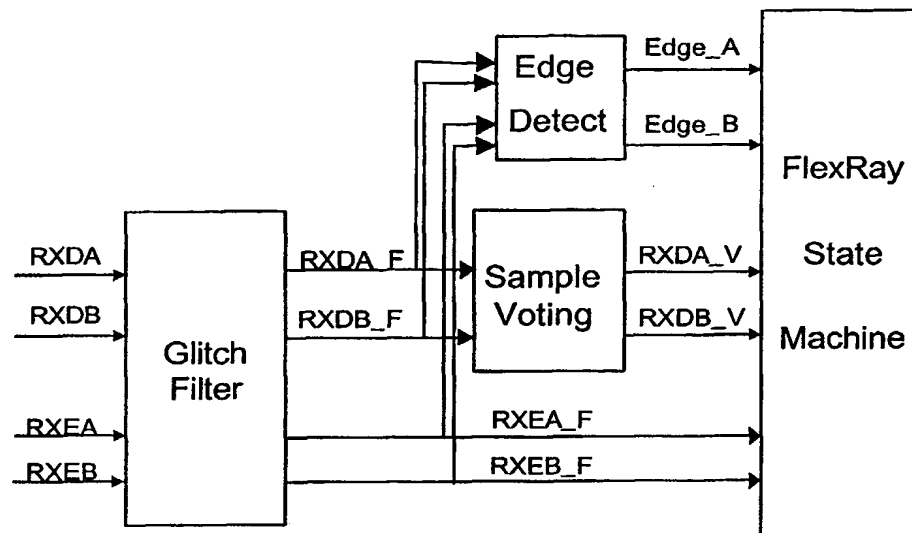 Edge
Detect
Edge_A
Edge_B
FlexRay
State
Machine
RXDA
RXDB
RXEA
RXEB
Glitch
Filter
RXDA_F
RXDB_F
Sample
Voting
RXDA_V
RXDB_V
RXEA_F
RXEB_F